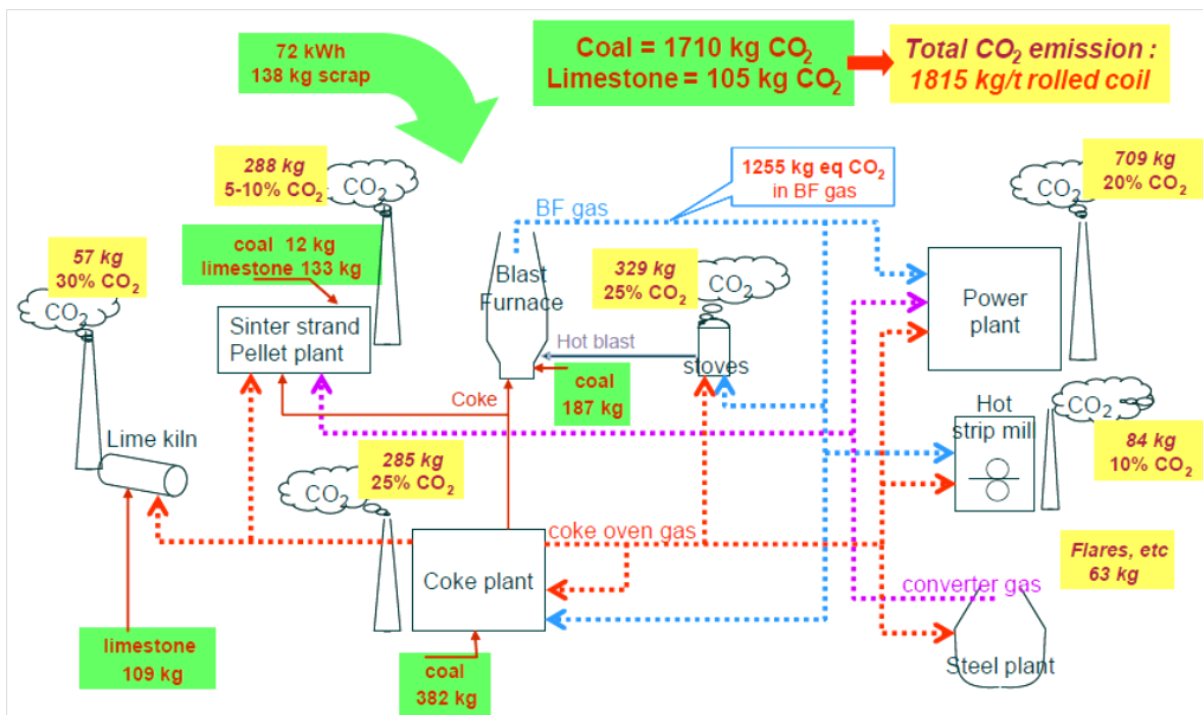 72 kWh
138 kg scrap
Coal = 1710 kg CO₂
Limestone = 105 kg CO₂
Total CO₂ emission :
1815 kg/t rolled coil
288 kg
5-10% CO₂
CO₂
1255 kg eq CO₂
in BF gas
709 kg
20% CO₂
CO₂
BF gas
coal 12 kg
limestone 133 kg
57 kg
30% CO₂
CO₂
Blast
Furnace
329 kg
25% CO₂
CO₂
Power
plant
Sinter strand
Pellet plant
Hot blast
stoves
coal
187 kg
Coke
Hot
strip mill
CO₂
84 kg
10% CO₂
Lime kiln
285 kg
25% CO₂
CO₂
coke oven gas
Coke plant
Flares, etc
63 kg
converter gas
Steel plant
limestone
109 kg
coal
382 kg